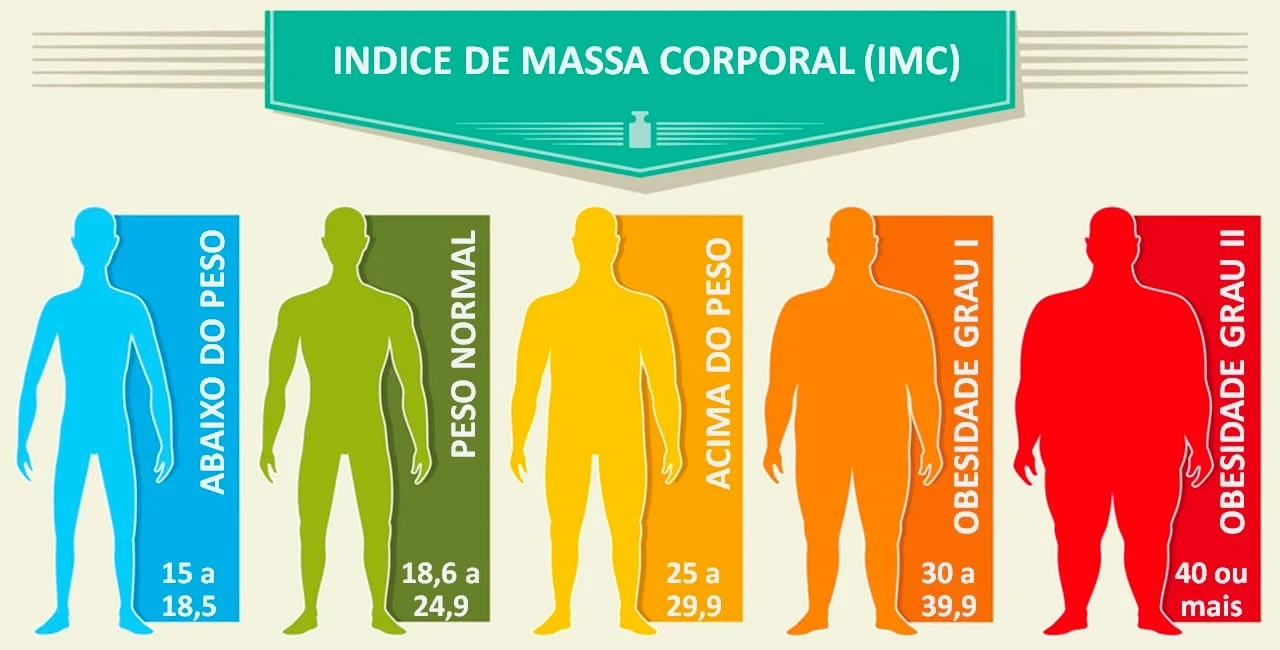 INDICE DE MASSA CORPORAL (IMC)
ABAIXO DO PESO
15 a
18,5
PESO NORMAL
18,6 a
24,9
ACIMA DO PESO
25 a
29,9
OBESIDADE GRAU I
30 a
39,9
OBESIDADE GRAU II
40 ou
mais